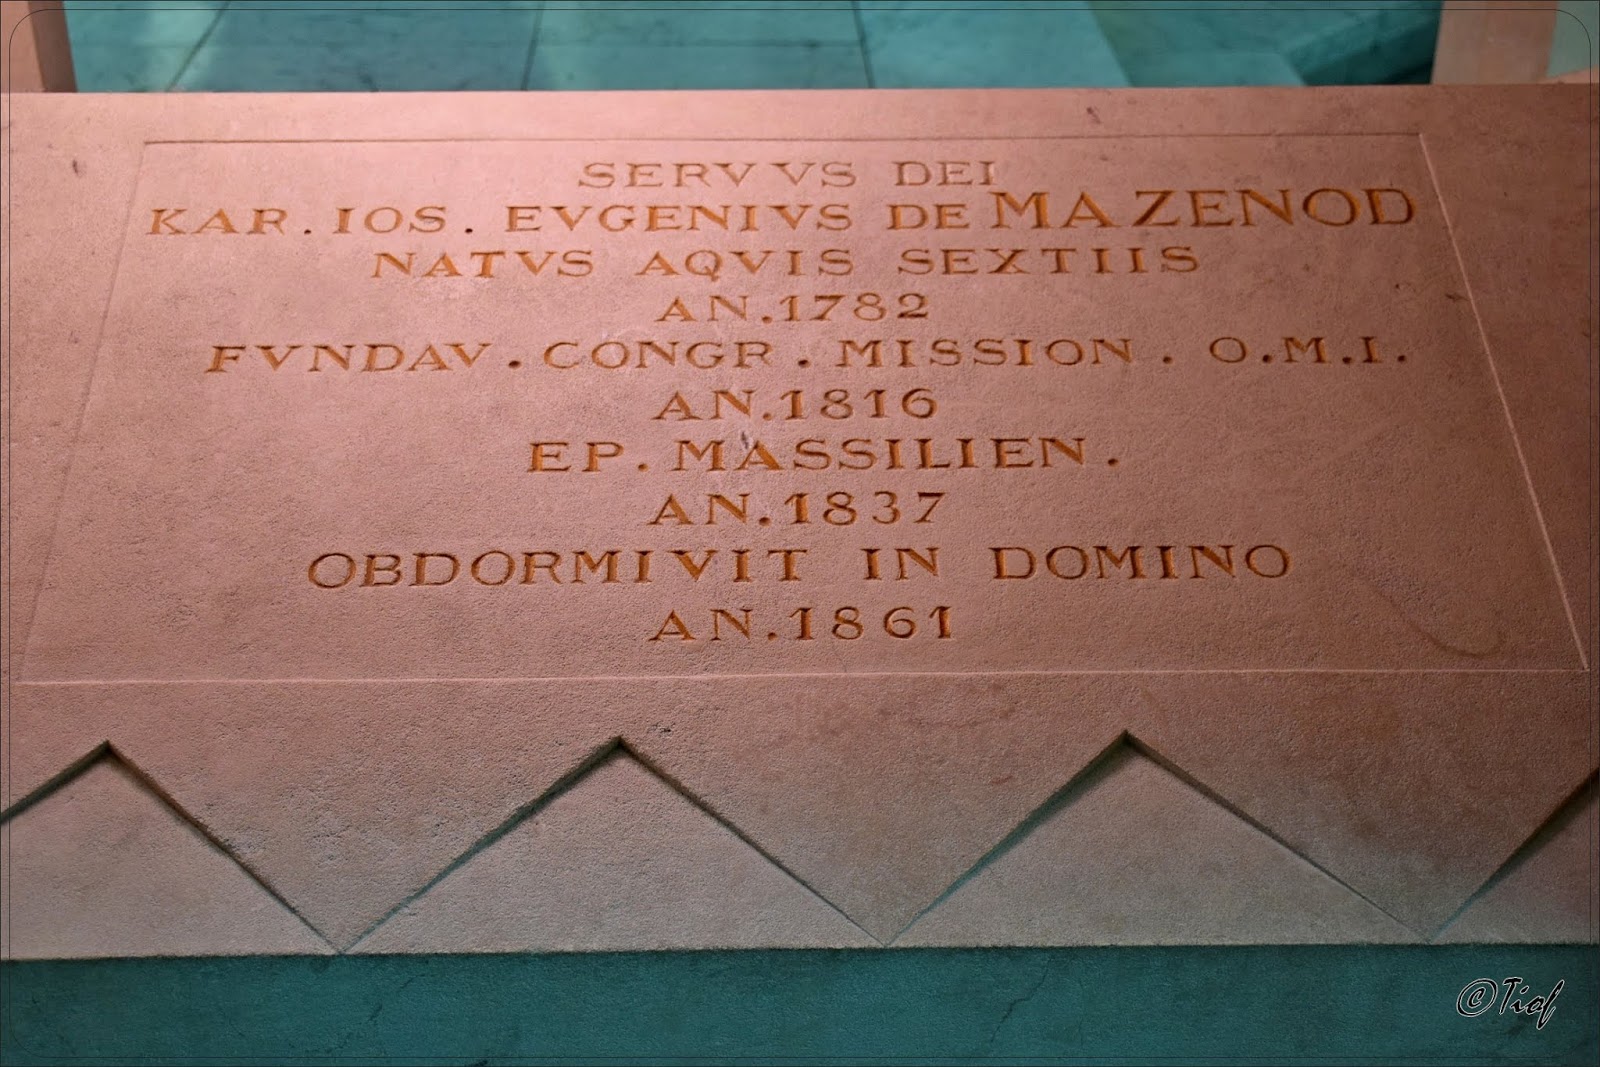 SERVVS DEI
KAR. IOS. EVGENIVS DE MAZENOD
NATVS AQVIS SEXTIIS
AN. 1782
FVNDAV. CONGR. MISSION. O.M.I.
AN. 1816
EP. MASSILIEN.
AN. 1837
OBDORMIVIT IN DOMINO
AN. 1861
©Tiof